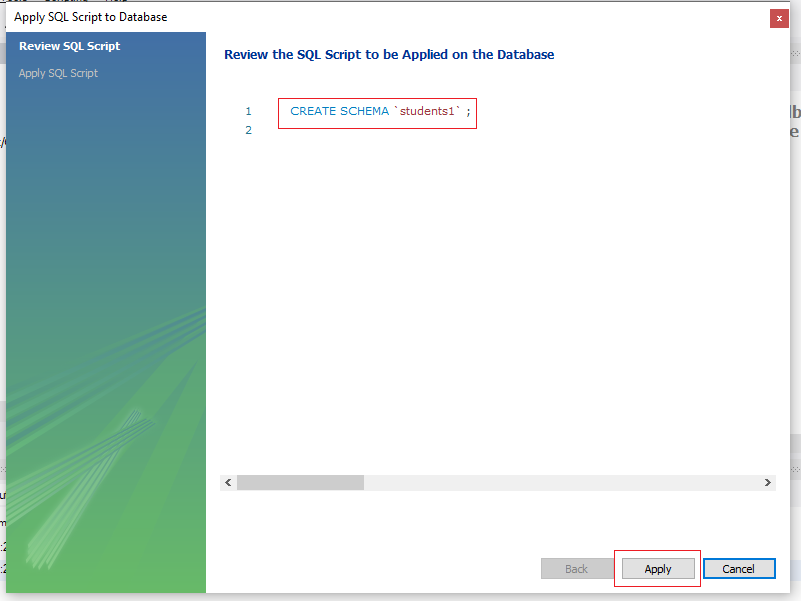 Apply SQL Script to Database
x
Review SQL Script
Apply SQL Script
Review the SQL Script to be Applied on the Database
1 CREATE SCHEMA `students1` ;
2
Back Apply Cancel